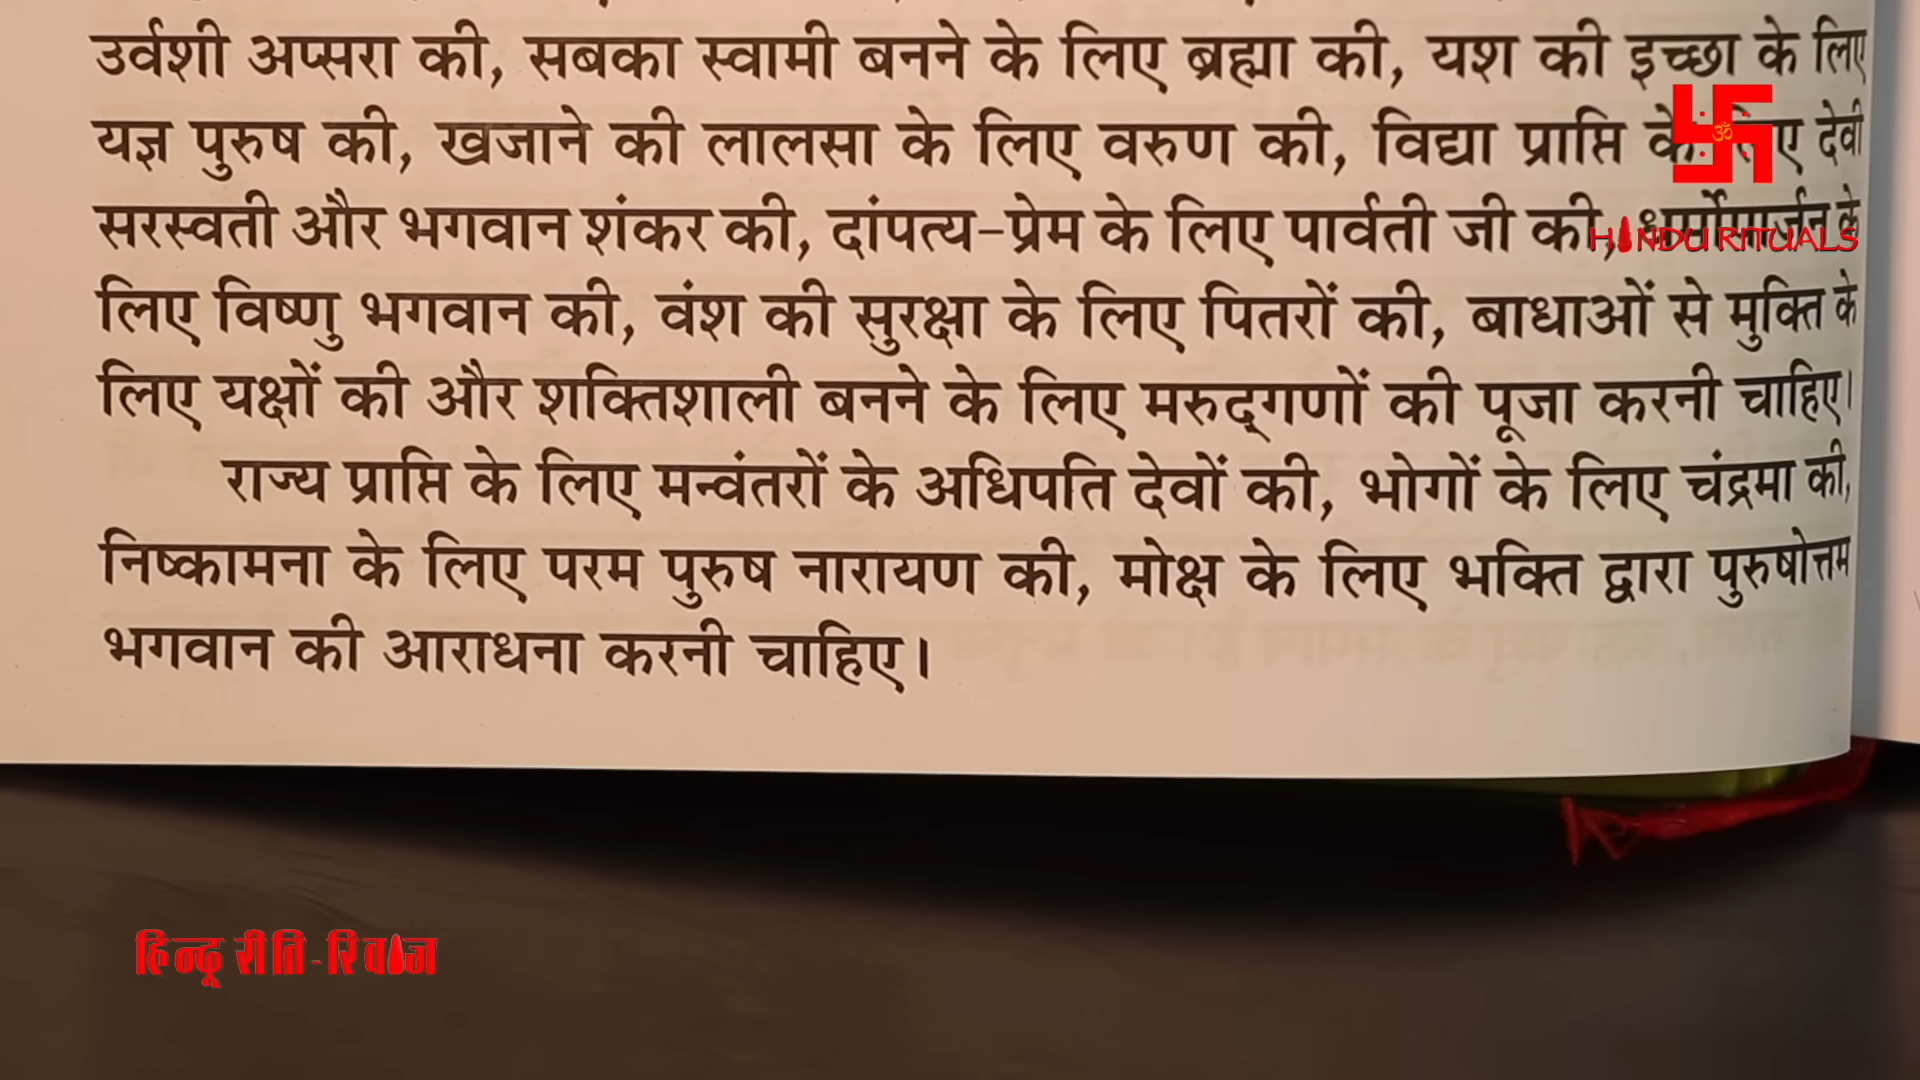 उर्वशी अप्सरा की, सबका स्वामी बनने के लिए ब्रह्मा की, यश की इच्छा के लिए
यज्ञ पुरुष की, खजाने की लालसा के लिए वरुण की, विद्या प्राप्ति के लिए देवी
सरस्वती और भगवान शंकर की, दांपत्य-प्रेम के लिए पार्वती जी की, के
HINDU RITUALS
लिए विष्णु भगवान की, वंश की सुरक्षा के लिए पितरों की, बाधाओं से मुक्ति के
लिए यक्षों की और शक्तिशाली बनने के लिए मरुद्‌गणों की पूजा करनी चाहिए।
राज्य प्राप्ति के लिए मन्वंतरों के अधिपति देवों की, भोगों के लिए चंद्रमा की,
निष्कामना के लिए परम पुरुष नारायण की, मोक्ष के लिए भक्ति द्वारा पुरुषोत्तम
भगवान की आराधना करनी चाहिए।
हिन्दू रीति-रिवाज